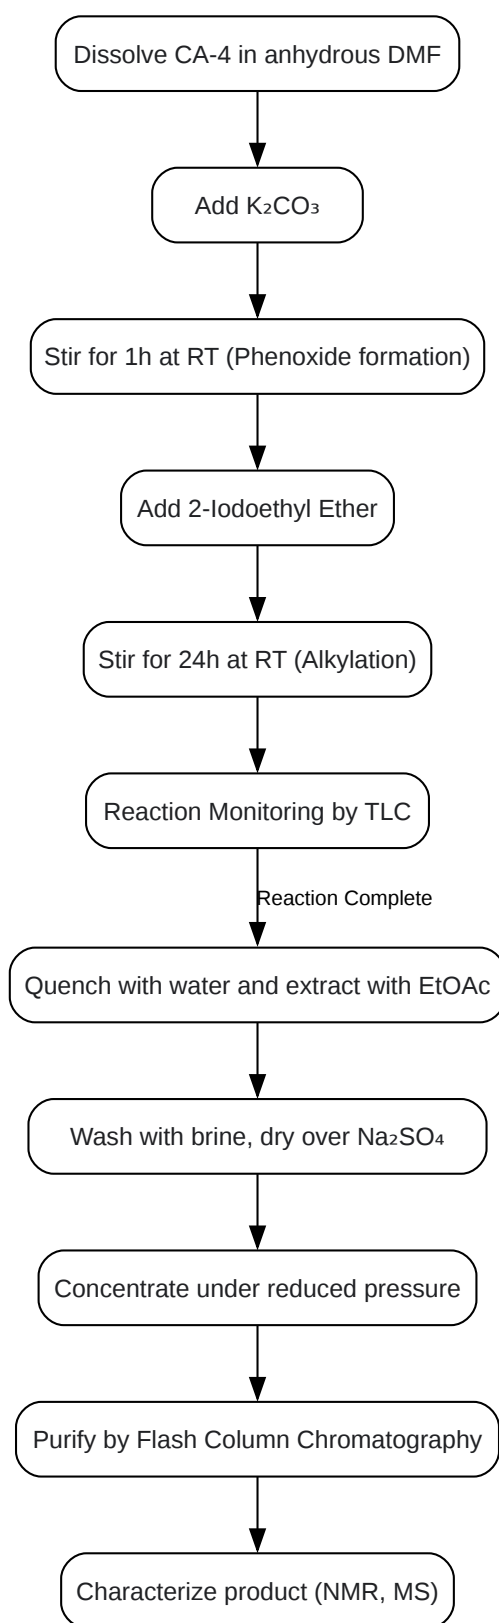 Dissolve CA-4 in anhydrous DMF
Add K₂CO₃
Stir for 1h at RT (Phenoxide formation)
Add 2-Iodoethyl Ether
Stir for 24h at RT (Alkylation)
Reaction Monitoring by TLC
Reaction Complete
Quench with water and extract with EtOAc
Wash with brine, dry over Na₂SO₄
Concentrate under reduced pressure
Purify by Flash Column Chromatography
Characterize product (NMR, MS)